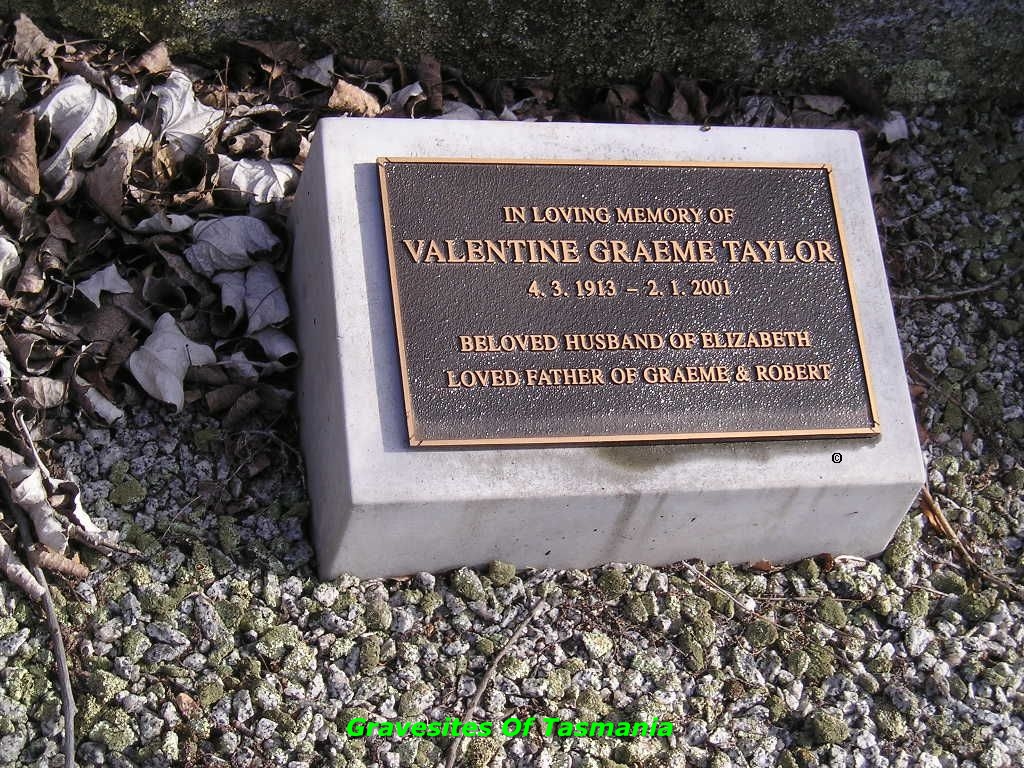 IN LOVING MEMORY OF
VALENTINE GRAEME TAYLOR
4. 3. 1913 – 2. 1. 2001
BELOVED HUSBAND OF ELIZABETH
LOVED FATHER OF GRAEME & ROBERT
©
Gravesites Of Tasmania